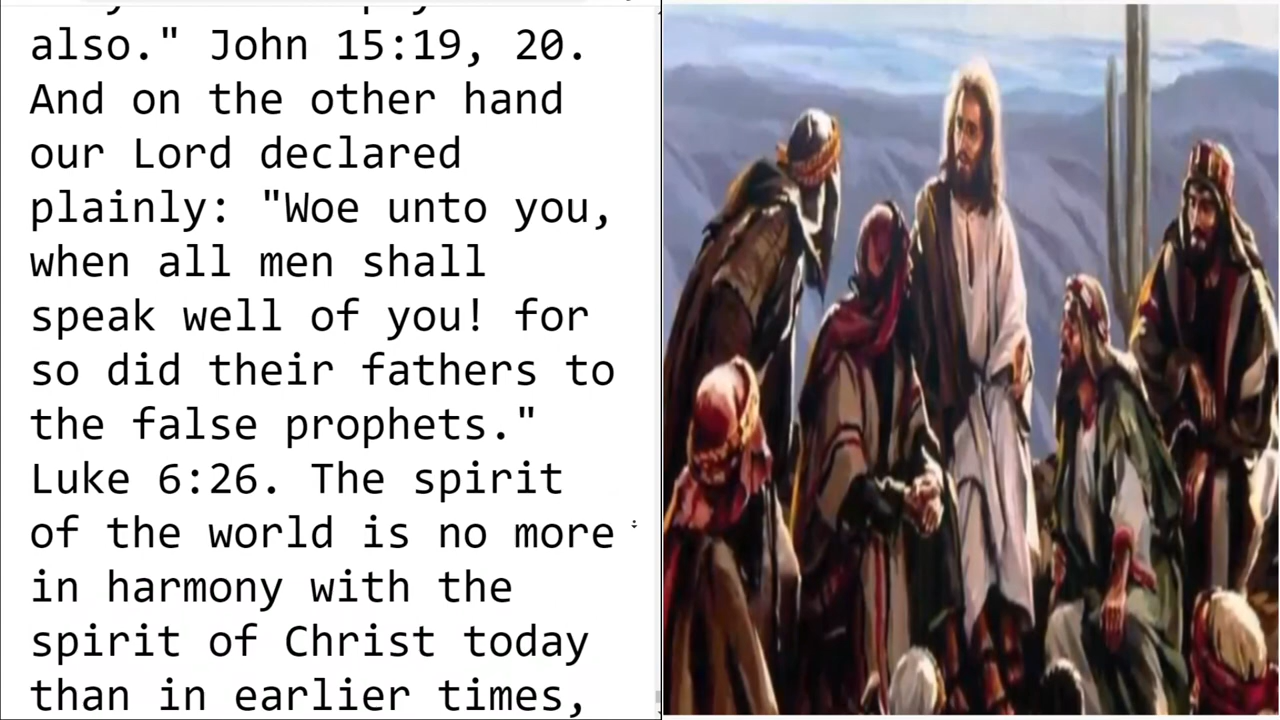 also." John 15:19, 20.
And on the other hand
our Lord declared
plainly: "Woe unto you,
when all men shall
speak well of you! for
so did their fathers to
the false prophets."
Luke 6:26. The spirit
of the world is no more
in harmony with the
spirit of Christ today
than in earlier times,